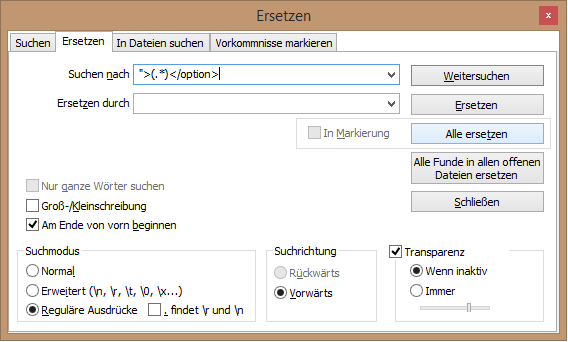 Ersetzen
x
Suchen
Ersetzen
In Dateien suchen
Vorkommnisse markieren
Suchen nach
">(.*)</option>
Weitersuchen
Ersetzen durch
Ersetzen
In Markierung
Alle ersetzen
Alle Funde in allen offenen
Dateien ersetzen
Nur ganze Wörter suchen
Groß-/Kleinschreibung
Schließen
Am Ende von vorn beginnen
Suchmodus
Normal
Erweitert (\n, \r, \t, \0, \x...)
Reguläre Ausdrücke
. findet \r und \n
Suchrichtung
Rückwärts
Vorwärts
Transparenz
Wenn inaktiv
Immer